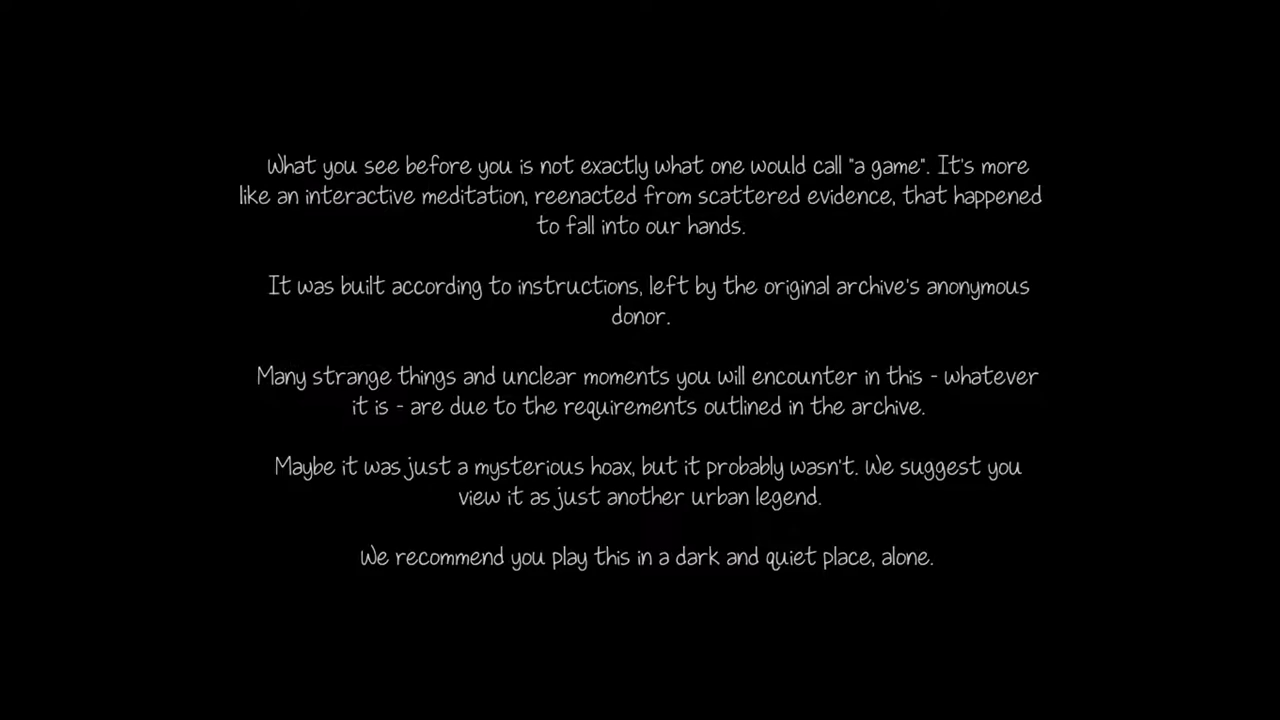 What you see before you is not exactly what one would call "a game". It's more
like an interactive meditation, reenacted from scattered evidence, that happened
to fall into our hands.
It was built according to instructions, left by the original archive's anonymous
donor.
Many strange things and unclear moments you will encounter in this - whatever
it is - are due to the requirements outlined in the archive.
Maybe it was just a mysterious hoax, but it probably wasn't. We suggest you
view it as just another urban legend.
We recommend you play this in a dark and quiet place, alone.